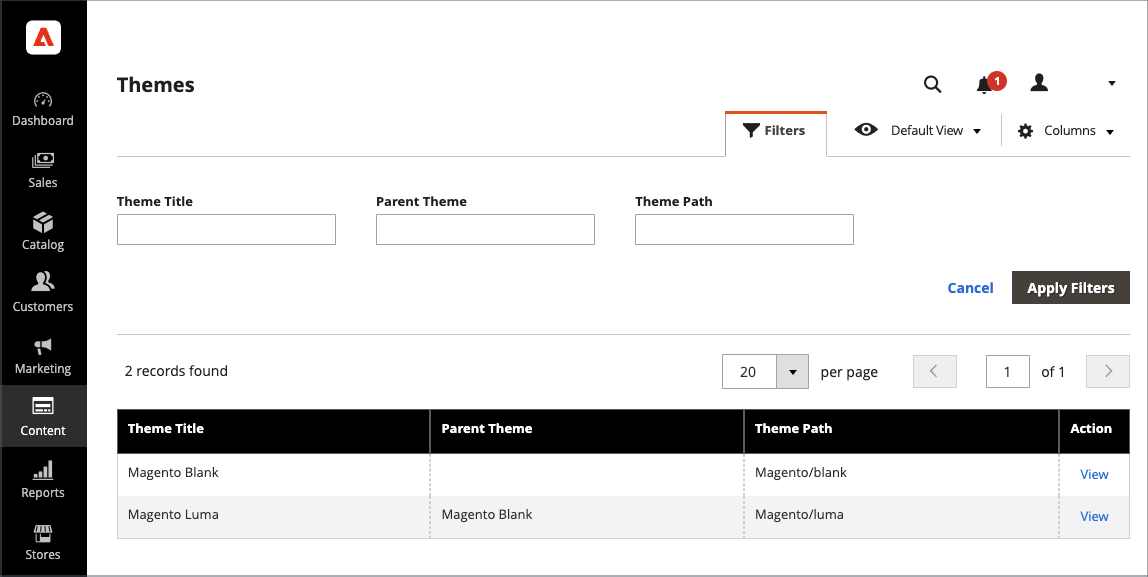 Dashboard
Sales
Catalog
Customers
Marketing
Content
Reports
Stores
Themes
1
Filters
Default View
Columns
Theme Title
Parent Theme
Theme Path
Cancel
Apply Filters
2 records found
20
per page
1
of 1
Theme Title Parent Theme Theme Path Action
Magento Blank Magento/blank View
Magento Luma Magento Blank Magento/luma View